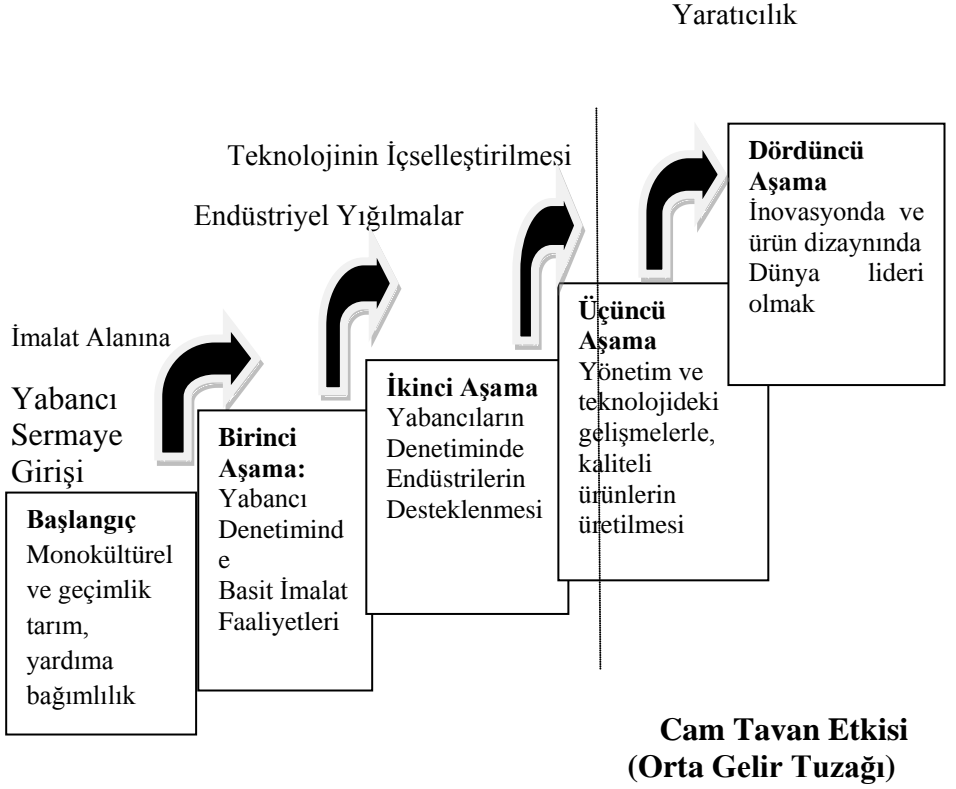 Yaratıcılık
Teknolojinin İçselleştirilmesi
Endüstriyel Yığılmalar
İmalat Alanına
Yabancı
Sermaye
Girişi
Başlangıç
Monokültürel
ve geçimlik
tarım,
yardıma
bağımlılık
Birinci
Aşama:
Yabancı
Denetimind
e
Basit İmalat
Faaliyetleri
İkinci Aşama
Yabancıların
Denetiminde
Endüstrilerin
Desteklenmesi
Üçüncü
Aşama
Yönetim ve
teknolojideki
gelişmelerle,
kaliteli
ürünlerin
üretilmesi
Dördüncü
Aşama
İnovasyonda ve
ürün dizaynında
Dünya lideri
olmak
Cam Tavan Etkisi
(Orta Gelir Tuzağı)